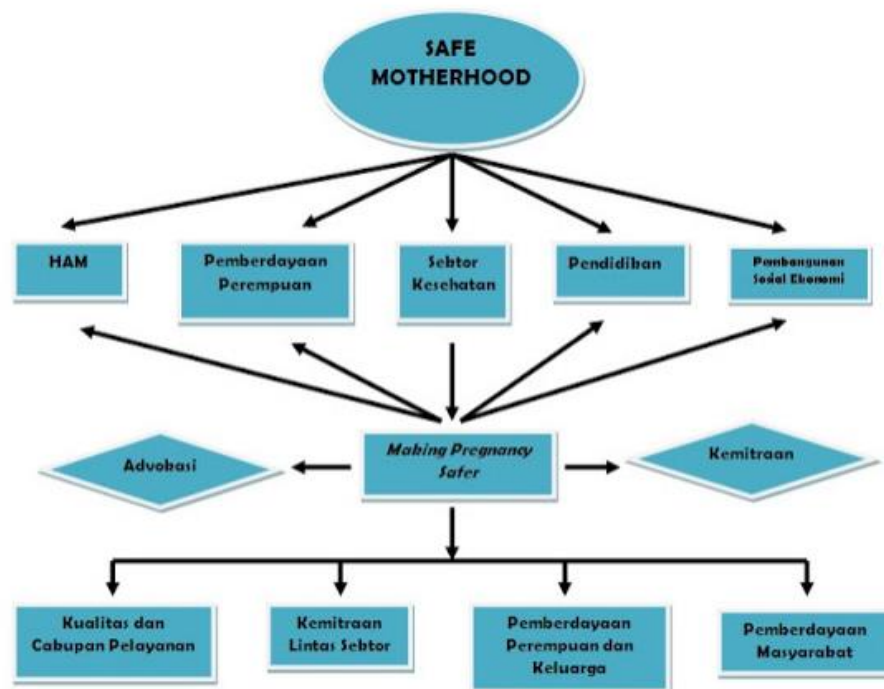 SAFE
MOTHERHOOD
HAM
Pemberdayaan
Perempuan
Sektor
Kesehatan
Pendidikan
Pembangunan
Sosial Ekonomi
Advokasi
Making Pregnancy
Safer
Kemitraan
Kualitas dan
Cakupan Pelayanan
Kemitraan
Lintas Sektor
Pemberdayaan
Perempuan dan
Keluarga
Pemberdayaan
Masyarakat